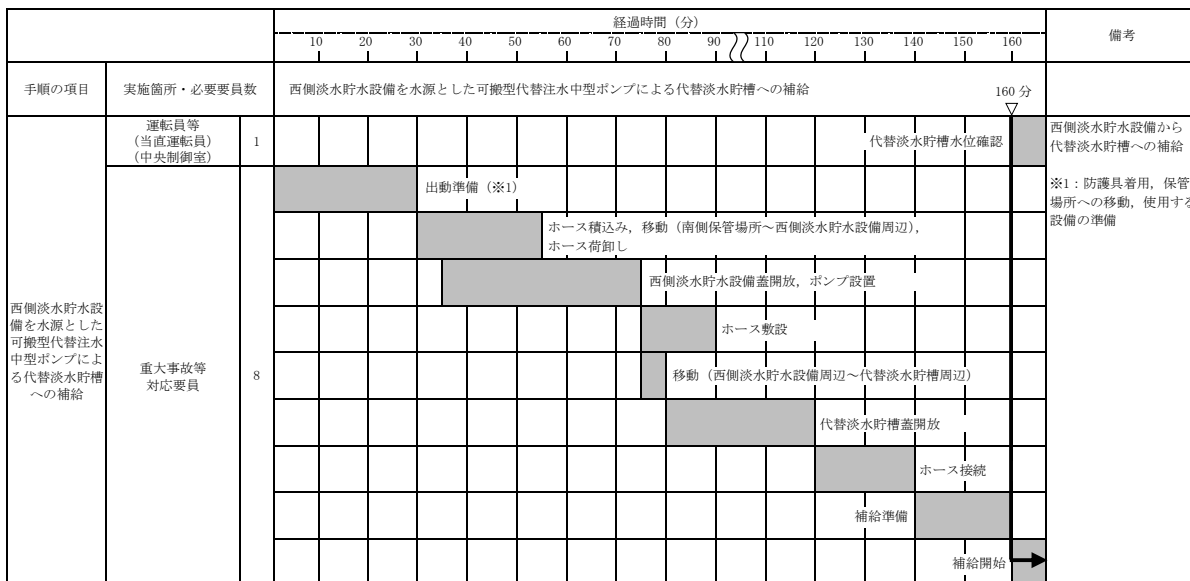 経過時間（分）
備考
10 20 30 40 50 60 70 80 90 110 120 130 140 150 160
手順の項目
実施箇所・必要要員数
西側淡水貯水設備を水源とした可搬型代替注水中型ポンプによる代替淡水貯槽への補給
160 分
西側淡水貯水設
備を水源とした
可搬型代替注水
中型ポンプによ
る代替淡水貯槽
への補給
運転員等
（当直運転員）
（中央制御室）
1
代替淡水貯槽水位確認
西側淡水貯水設備から
代替淡水貯槽への補給
※1：防護具着用，保管
場所への移動，使用する
設備の準備
重大事故等
対応要員
8
出動準備（※1）
ホース積込み，移動（南側保管場所～西側淡水貯水設備周辺），
ホース荷卸し
西側淡水貯水設備蓋開放，ポンプ設置
ホース敷設
移動（西側淡水貯水設備周辺～代替淡水貯槽周辺）
代替淡水貯槽蓋開放
ホース接続
補給準備
補給開始